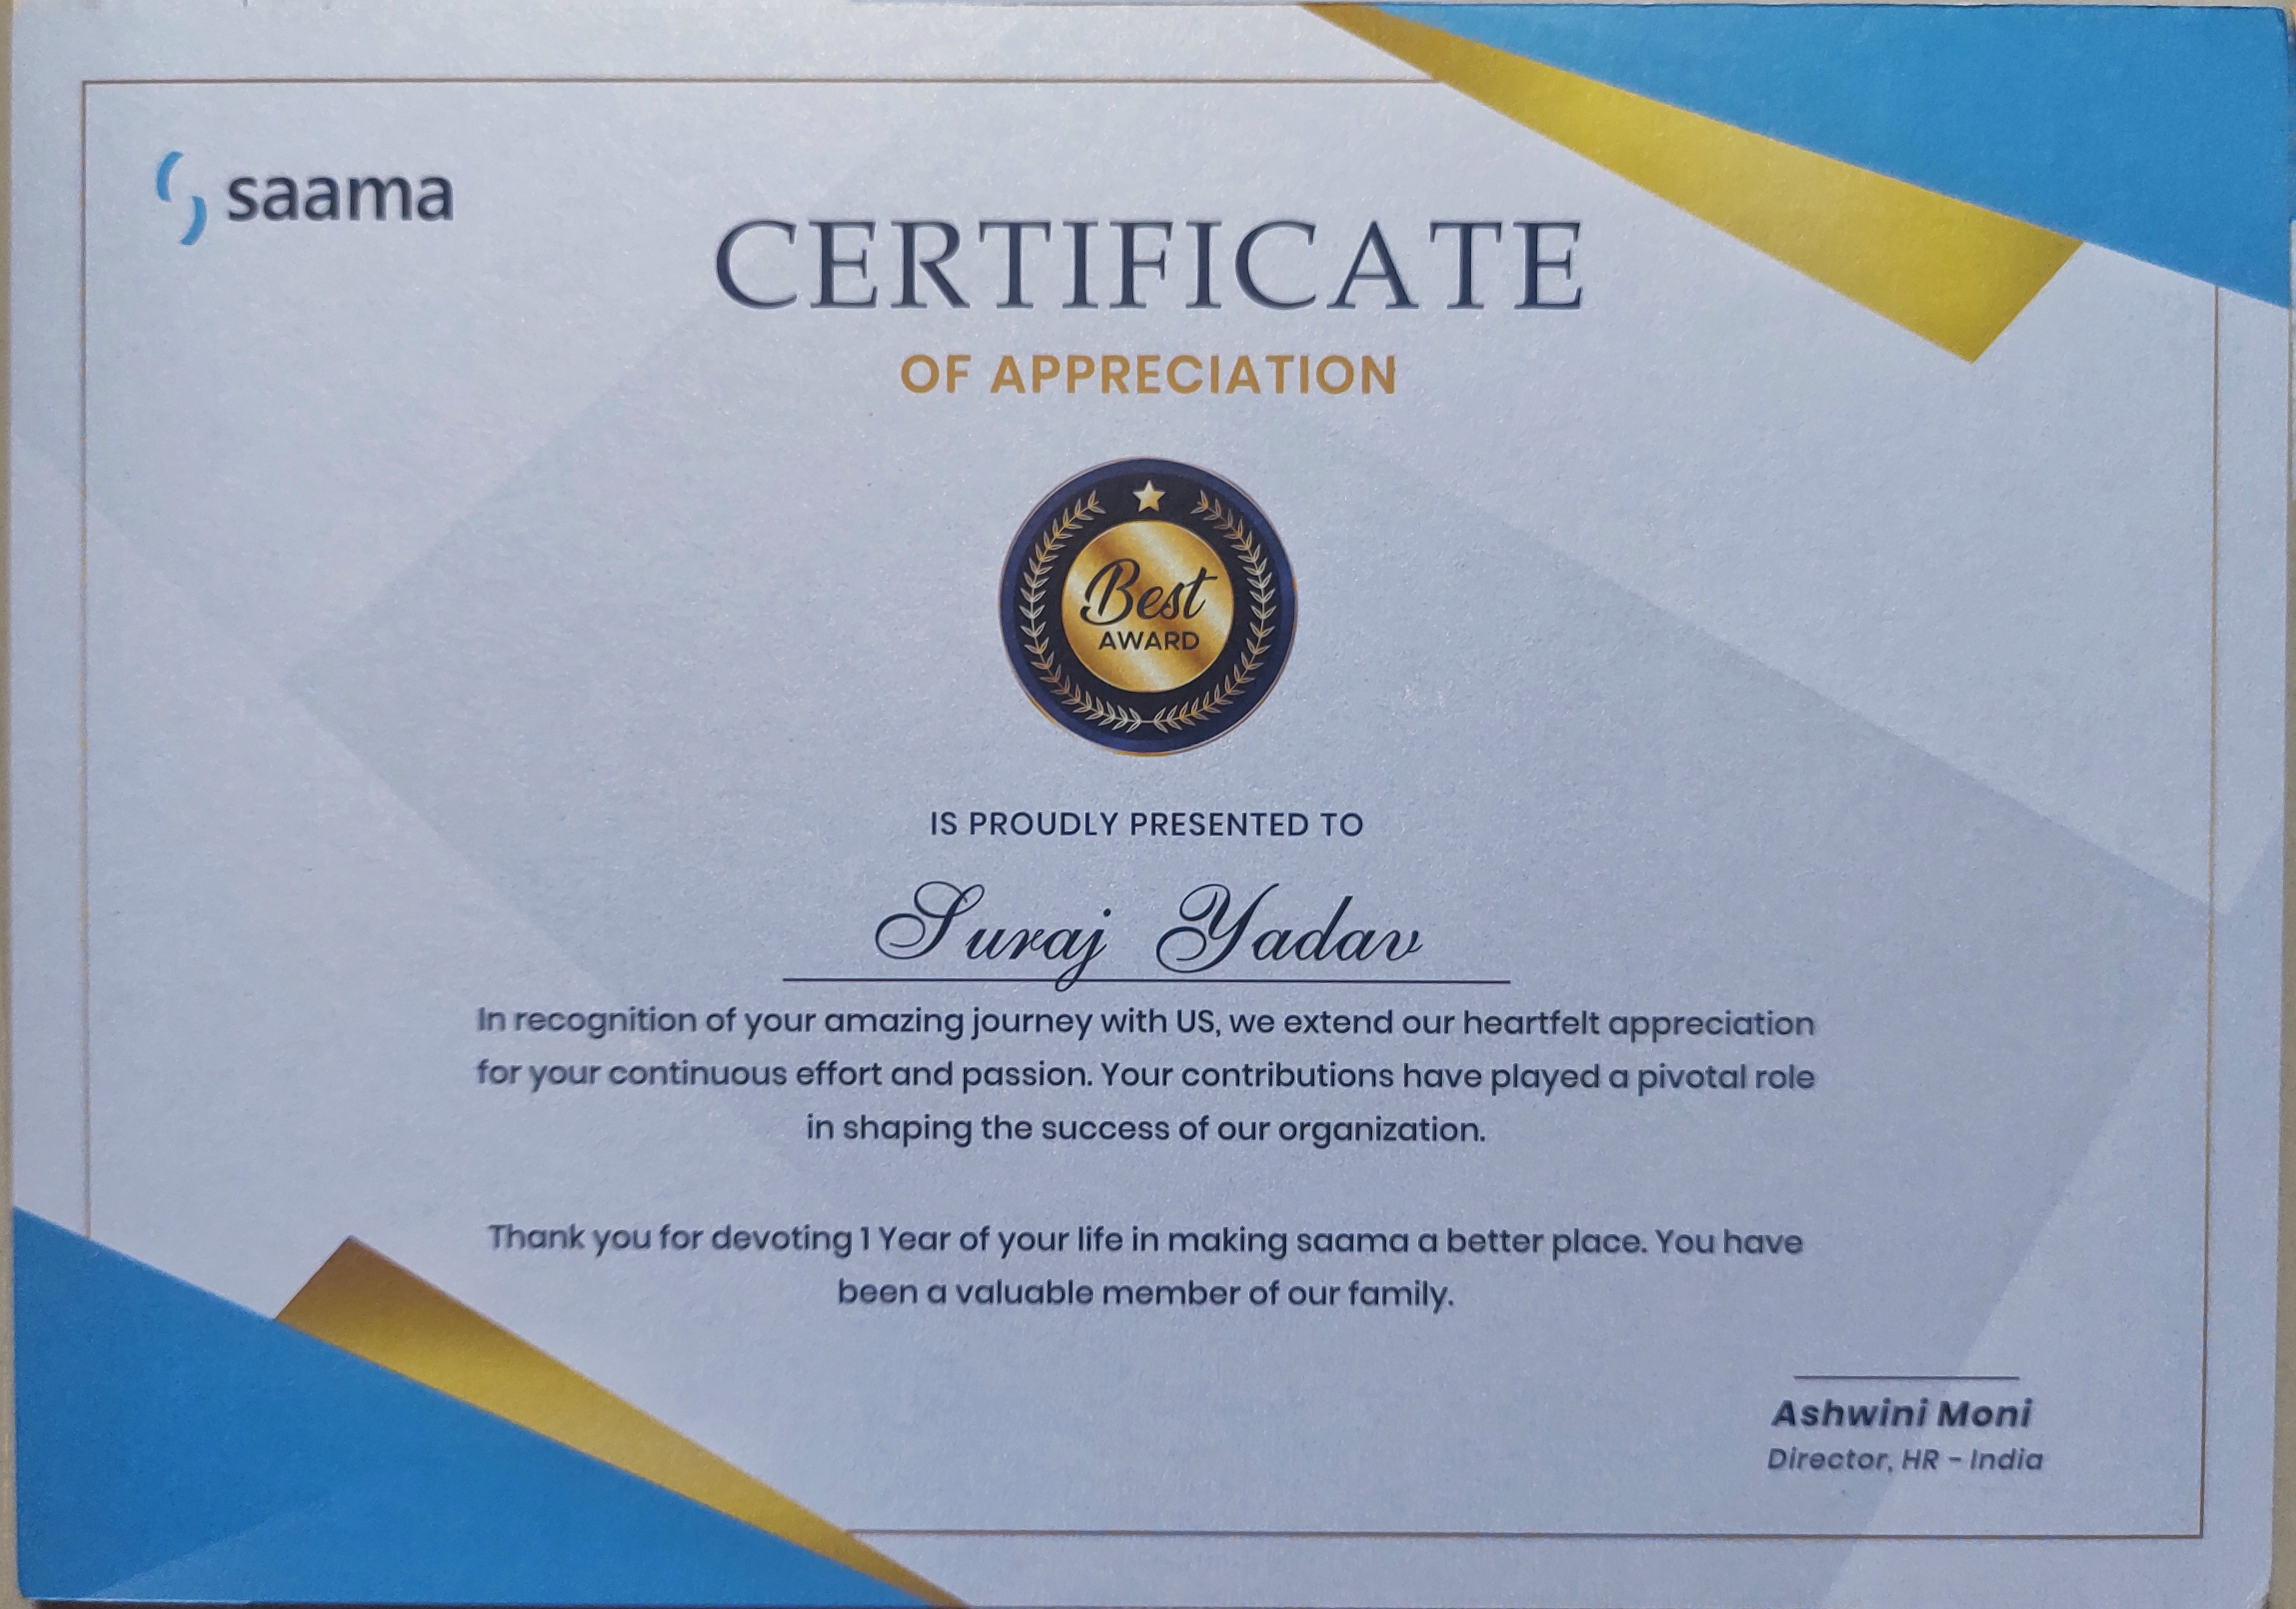 saama
CERTIFICATE
OF APPRECIATION
Best
AWARD
IS PROUDLY PRESENTED TO
Suraj Yadav
In recognition of your amazing journey with US, we extend our heartfelt appreciation
for your continuous effort and passion. Your contributions have played a pivotal role
in shaping the success of our organization.
Thank you for devoting 1 Year of your life in making saama a better place. You have
been a valuable member of our family.
Ashwini Moni
Director, HR - India